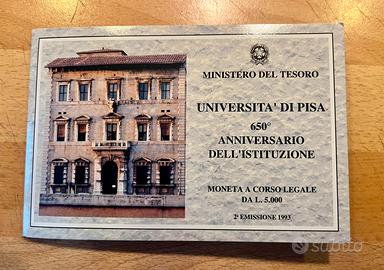 MINISTERO DEL TESORO
UNIVERSITA' DI PISA
650°
ANNIVERSARIO
DELL'ISTITUZIONE
MONETA A CORSO LEGALE
DA L. 5.000
2ª EMISSIONE 1993
subito